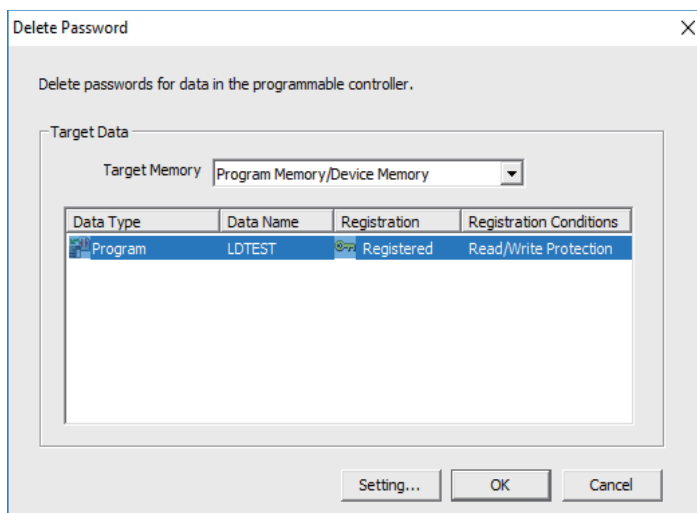 Delete Password
Delete passwords for data in the programmable controller.
Target Data
Target Memory Program Memory/Device Memory
Data Type Data Name Registration Registration Conditions
Program LDTEST Registered Read/Write Protection
Setting... OK Cancel